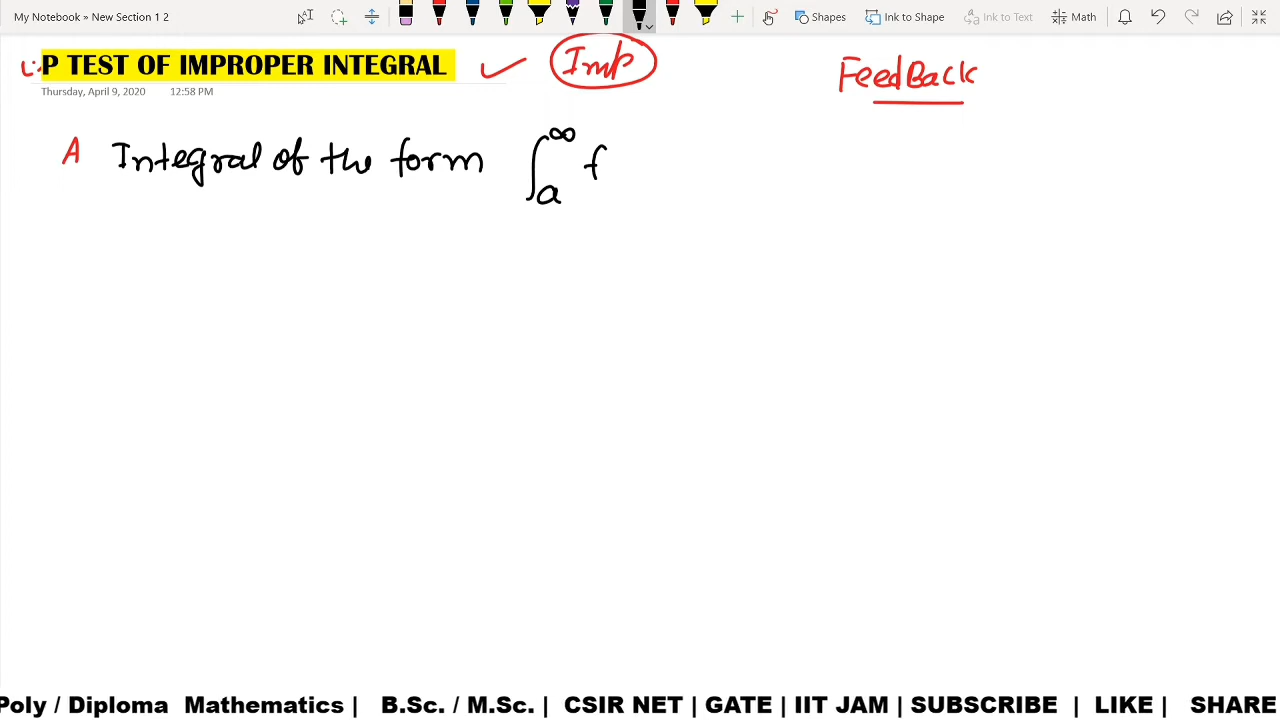 My Notebook » New Section 1 2
Shapes
Ink to Shape
Ink to Text
Math
P TEST OF IMPROPER INTEGRAL
Imp
FeedBack
Thursday, April 9, 2020 12:58 PM
A Integral of the form ∫ₐ^∞ f
Poly / Diploma Mathematics | B.Sc. / M.Sc. | CSIR NET | GATE | IIT JAM | SUBSCRIBE | LIKE | SHARE